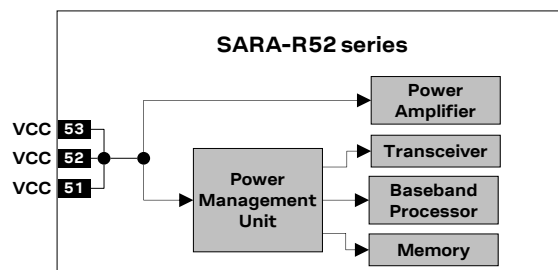 SARA-R52 series
Power
Amplifier
VCC 53
VCC 52
VCC 51
Transceiver
Power
Management
Unit
Baseband
Processor
Memory